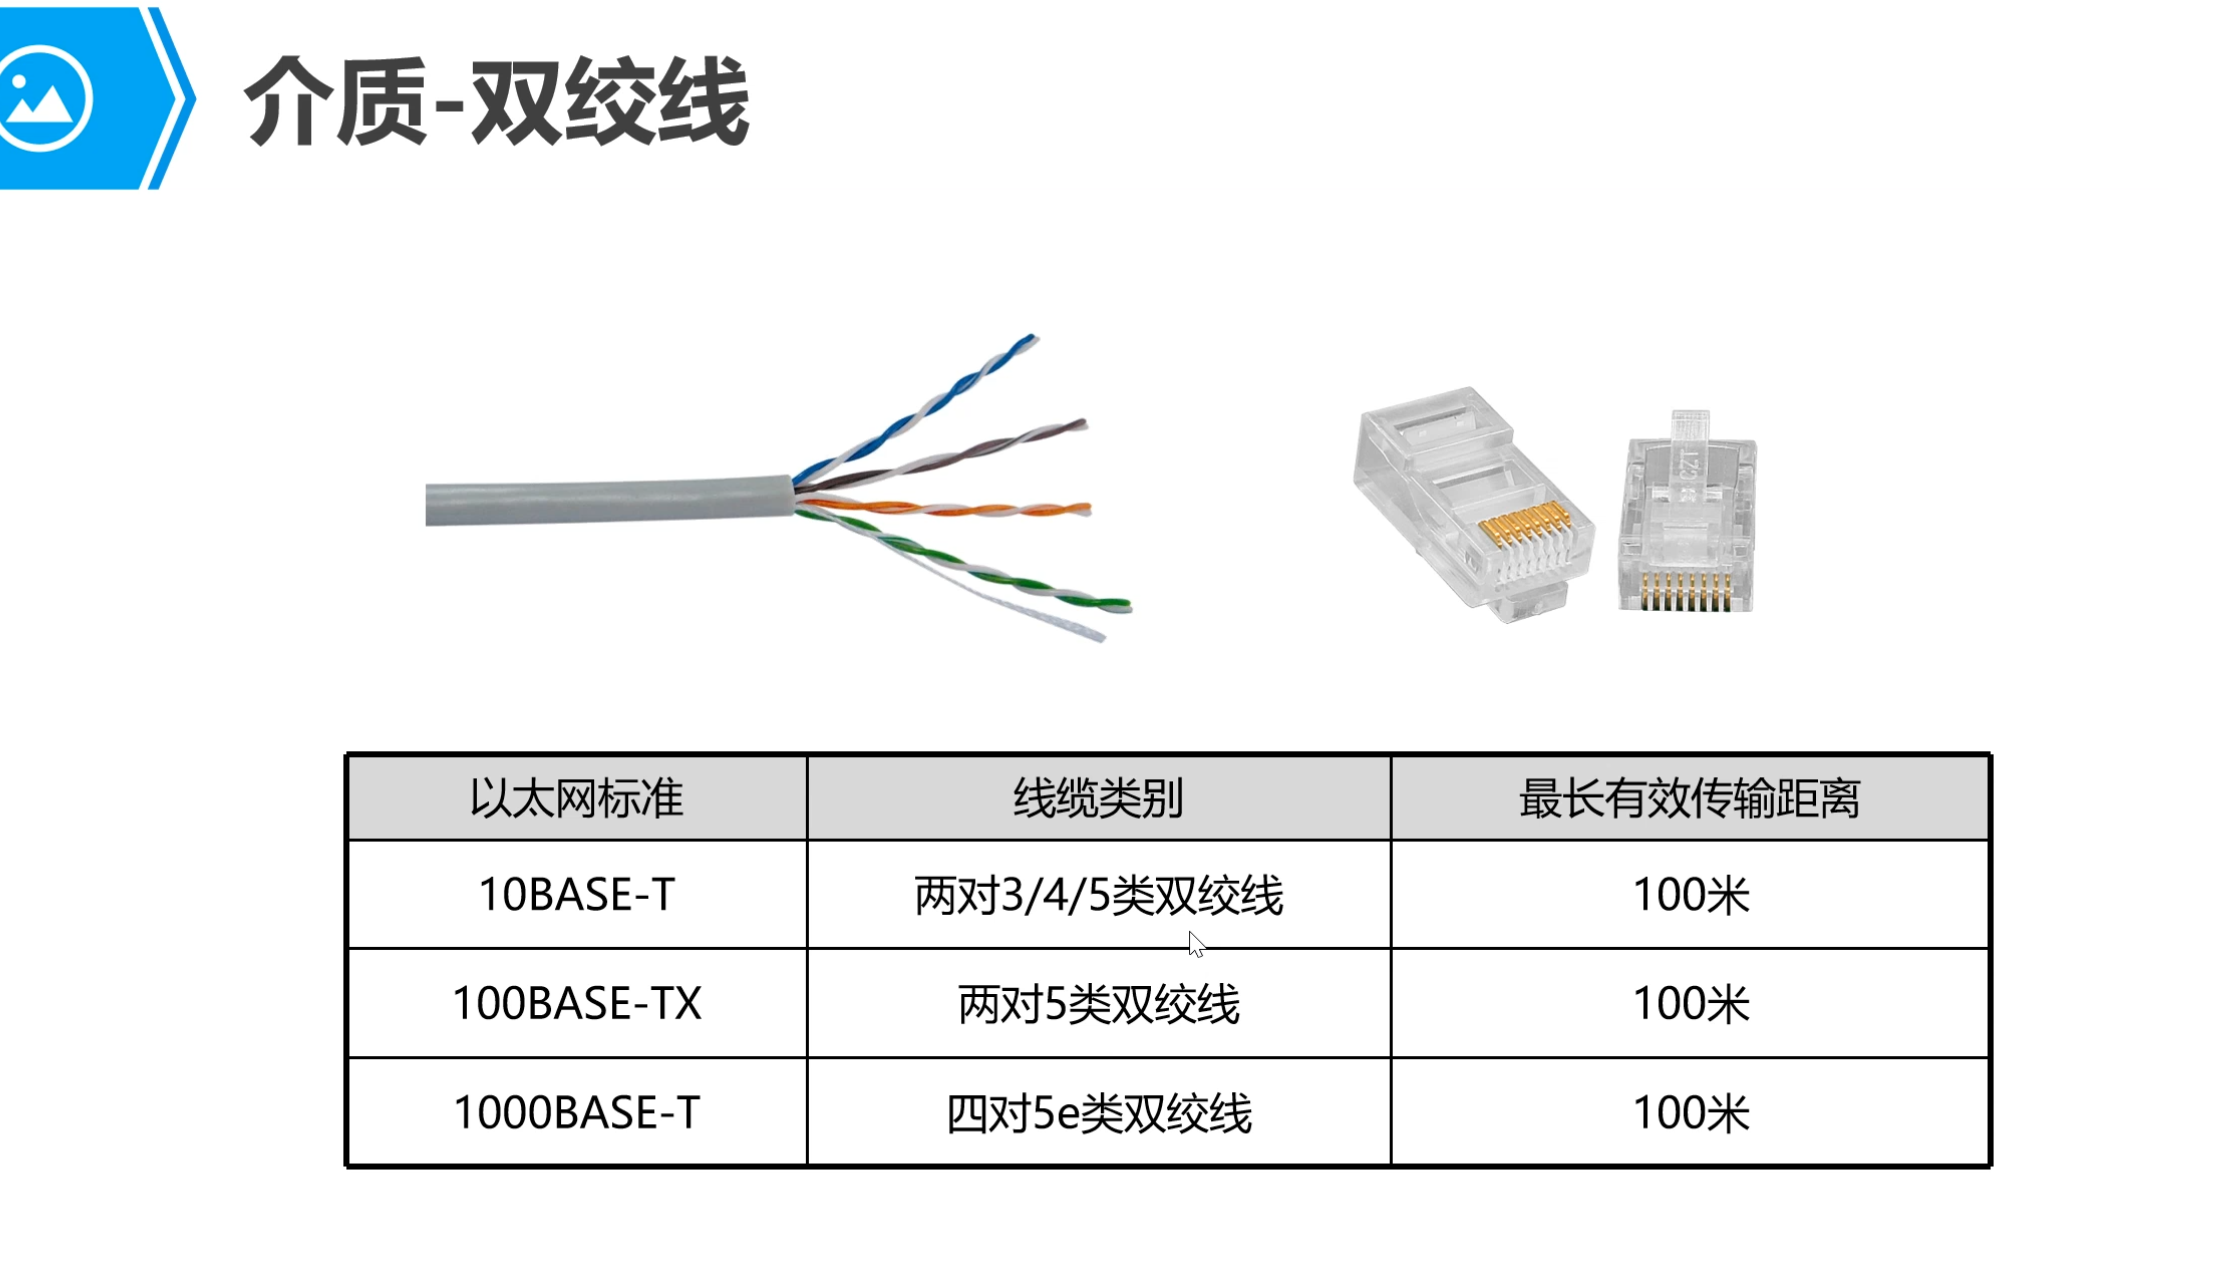 介质-双绞线
以太网标准 线缆类别 最长有效传输距离
10BASE-T 两对3/4/5类双绞线 100米
100BASE-TX 两对5类双绞线 100米
1000BASE-T 四对5e类双绞线 100米